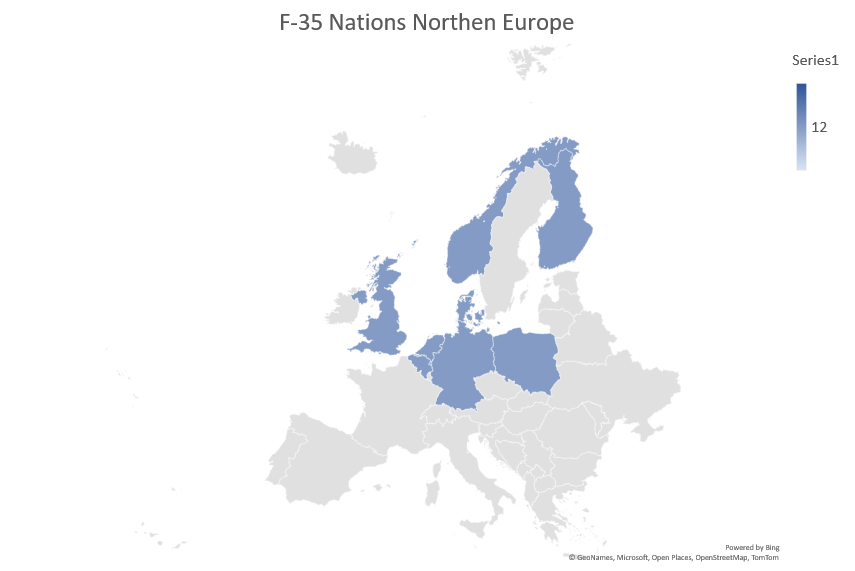 F-35 Nations Northen Europe
Series1
12
Powered by Bing
© GeoNames, Microsoft, Open Places, OpenStreetMap, TomTom